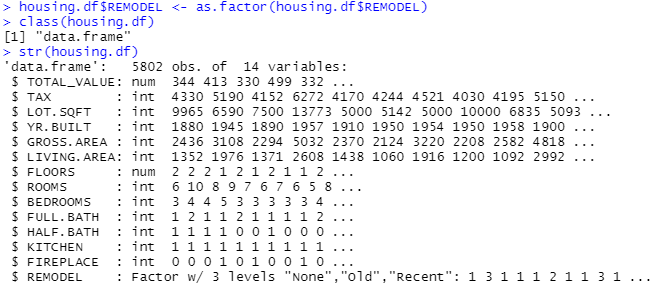 > housing.df$REMODEL <- as.factor(housing.df$REMODEL)
> class(housing.df)
[1] "data.frame"
> str(housing.df)
'data.frame':   5802 obs. of  14 variables:
 $ TOTAL_VALUE: num  344 413 330 499 332 ...
 $ TAX        : int  4330 5190 4152 6272 4170 4244 4521 4030 4195 5150 ...
 $ LOT.SQFT   : int  9965 6590 7500 13773 5000 5142 5000 10000 6835 5093 ...
 $ YR.BUILT   : int  1880 1945 1890 1957 1910 1950 1954 1950 1958 1900 ...
 $ GROSS.AREA : int  2436 3108 2294 5032 2370 2124 3220 2208 2582 4818 ...
 $ LIVING.AREA: int  1352 1976 1371 2608 1438 1060 1916 1200 1092 2992 ...
 $ FLOORS     : num  2 2 2 1 2 1 2 1 1 2 ...
 $ ROOMS      : int  6 10 8 9 7 6 7 6 5 8 ...
 $ BEDROOMS   : int  3 4 4 5 3 3 3 3 3 4 ...
 $ FULL.BATH  : int  1 2 1 1 2 1 1 1 1 2 ...
 $ HALF.BATH  : int  1 1 1 1 0 0 1 0 0 0 ...
 $ KITCHEN    : int  1 1 1 1 1 1 1 1 1 1 ...
 $ FIREPLACE  : int  0 0 0 1 0 1 0 0 1 0 ...
 $ REMODEL    : Factor w/ 3 levels "None","Old","Recent": 1 3 1 1 1 2 1 1 3 1 ...